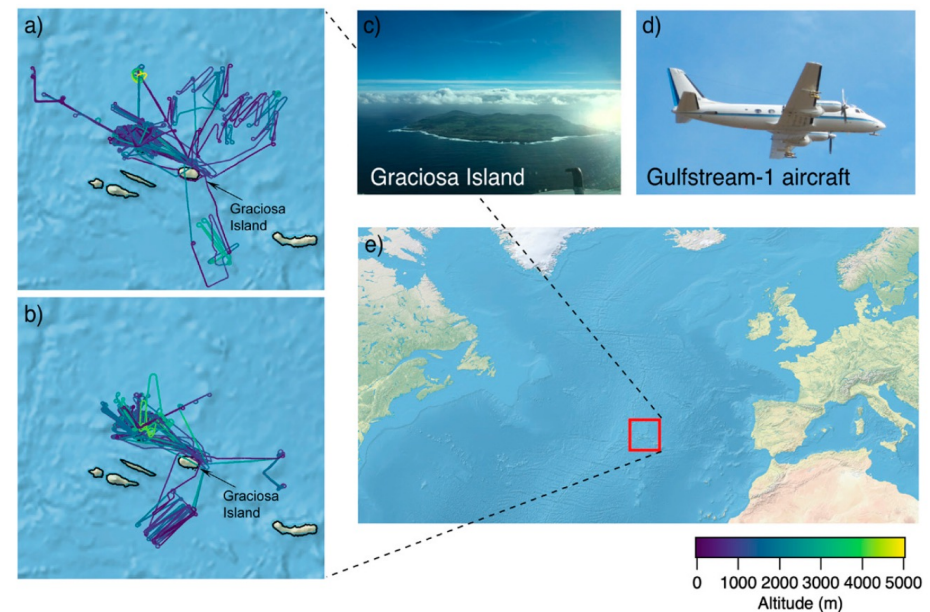 a)
Graciosa
Island
b)
Graciosa
Island
c)
Graciosa Island
d)
Gulfstream-1 aircraft
e)
0 1000 2000 3000 4000 5000
Altitude (m)